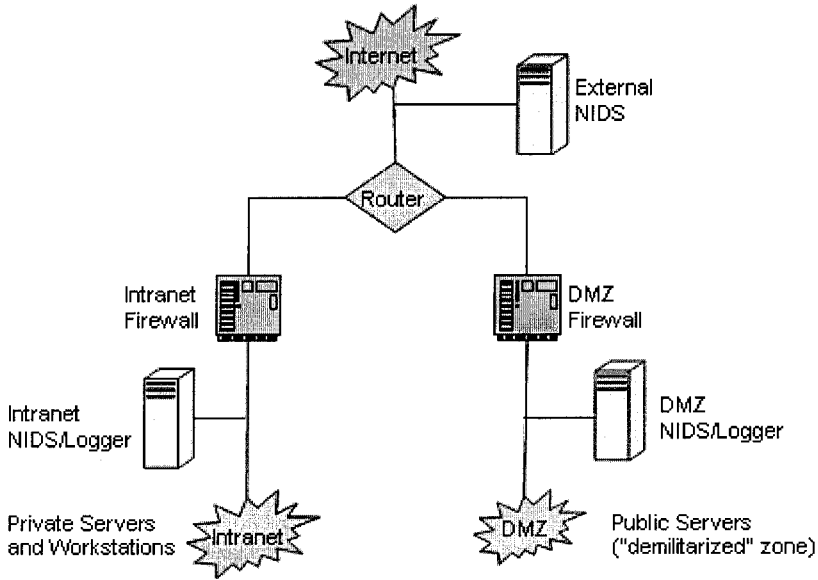 Internet
External
NIDS
Router
Intranet
Firewall
DMZ
Firewall
Intranet
NIDS/Logger
DMZ
NIDS/Logger
Private Servers
and Workstations
Intranet
DMZ
Public Servers
("demilitarized" zone)